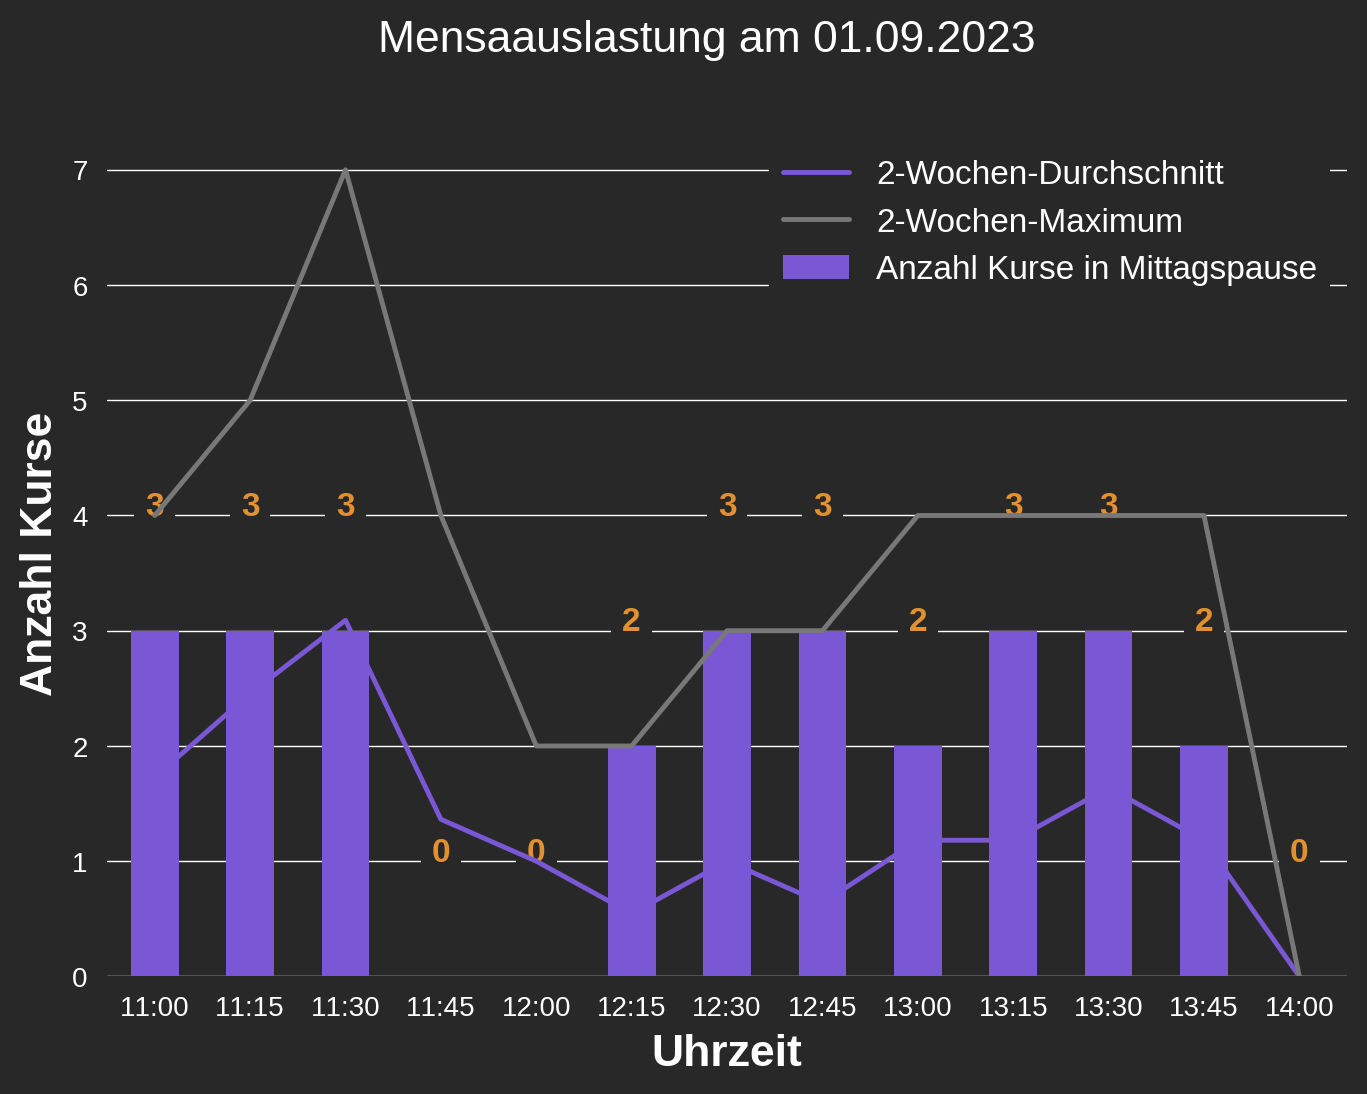 Mensaauslastung am 01.09.2023
2-Wochen-Durchschnitt
2-Wochen-Maximum
Anzahl Kurse in Mittagspause
Anzahl Kurse
7
6
5
4
3
2
1
0
3 3 3 0 0 2 3 3 2 3 3 2 0
11:00 11:15 11:30 11:45 12:00 12:15 12:30 12:45 13:00 13:15 13:30 13:45 14:00
Uhrzeit